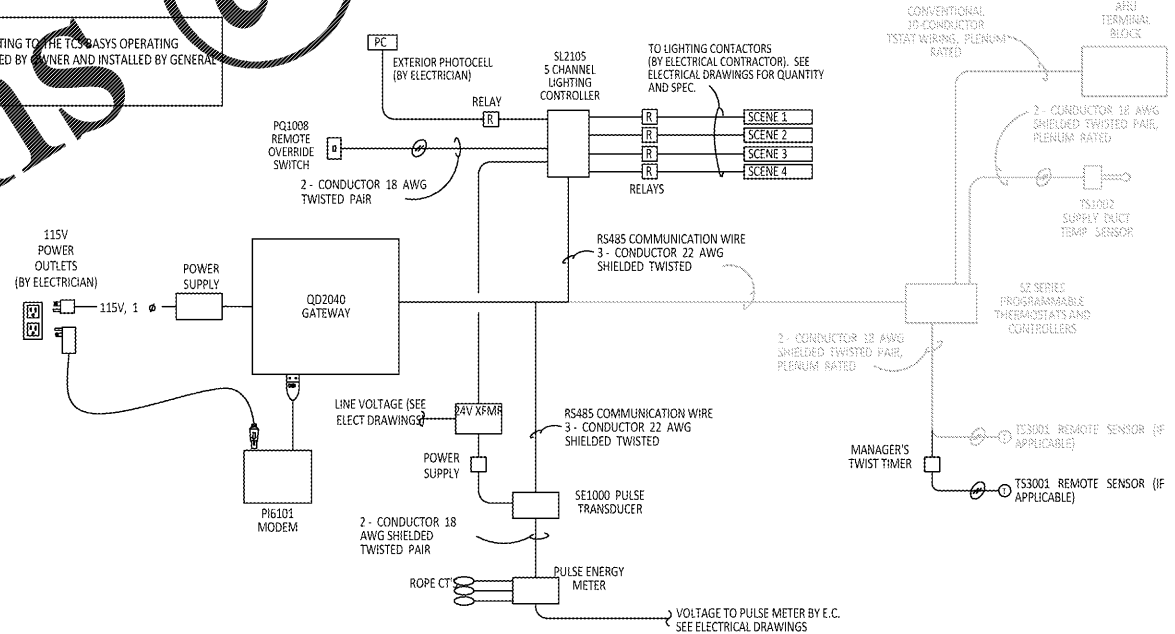 TING TO THE TCS BASYS OPERATING
ED BY OWNER AND INSTALLED BY GENERAL
PC
EXTERIOR PHOTOCELL
(BY ELECTRICIAN)
RELAY
R
SL2105
5 CHANNEL
LIGHTING
CONTROLLER
TO LIGHTING CONTACTORS
(BY ELECTRICAL CONTRACTOR). SEE
ELECTRICAL DRAWINGS FOR QUANTITY
AND SPEC.
R
SCENE 1
R
SCENE 2
R
SCENE 3
R
SCENE 4
RELAYS
PQ1008
REMOTE
OVERRIDE
SWITCH
2 - CONDUCTOR 18 AWG
TWISTED PAIR
CONVENTIONAL
10-CONDUCTOR
TSTAT WIRING, PLENUM
RATED
AHU
TERMINAL
BLOCK
2 - CONDUCTOR 18 AWG
SHIELDED TWISTED PAIR,
PLENUM RATED
TS1002
SUPPLY DUCT
TEMP SENSOR
115V
POWER
OUTLETS
(BY ELECTRICIAN)
115V, 1 ø
POWER
SUPPLY
QD2040
GATEWAY
RS485 COMMUNICATION WIRE
3 - CONDUCTOR 22 AWG
SHIELDED TWISTED
SZ SERIES
PROGRAMMABLE
THERMOSTATS AND
CONTROLLERS
2 - CONDUCTOR 18 AWG
SHIELDED TWISTED PAIR,
PLENUM RATED
LINE VOLTAGE (SEE
ELECT DRAWINGS)
24V XFMR
RS485 COMMUNICATION WIRE
3 - CONDUCTOR 22 AWG
SHIELDED TWISTED
POWER
SUPPLY
PI6101
MODEM
SE1000 PULSE
TRANSDUCER
2 - CONDUCTOR 18
AWG SHIELDED
TWISTED PAIR
ROPE CT'S
PULSE ENERGY
METER
VOLTAGE TO PULSE METER BY E.C.
SEE ELECTRICAL DRAWINGS
MANAGER'S
TWIST TIMER
T
TS3001 REMOTE SENSOR (IF
APPLICABLE)
T
TS3001 REMOTE SENSOR (IF
APPLICABLE)